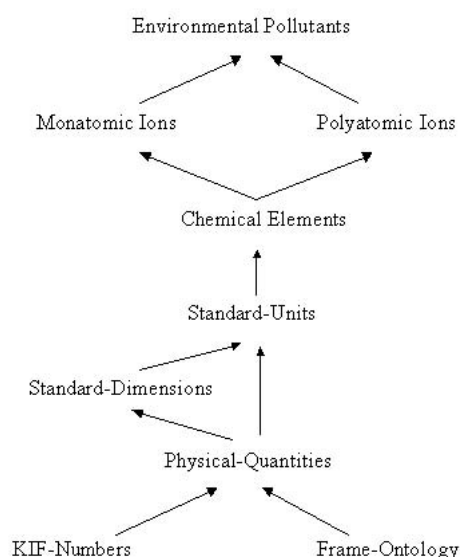 Environmental Pollutants
Monatomic Ions
Polyatomic Ions
Chemical Elements
Standard-Units
Standard-Dimensions
Physical-Quantities
KIF-Numbers
Frame-Ontology